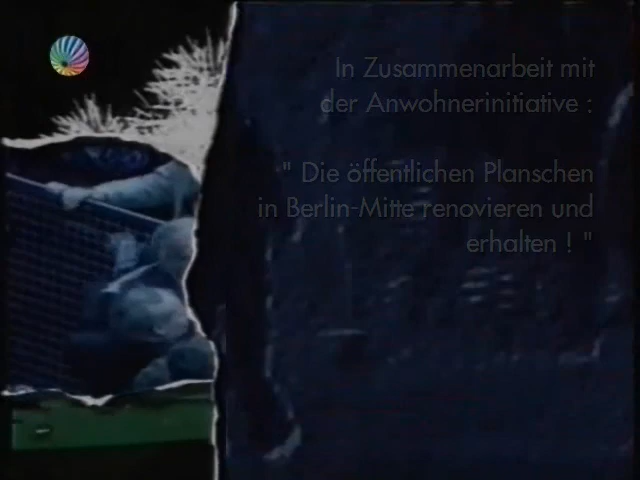 In Zusammenarbeit mit
der Anwohnerinitiative :
" Die öffentlichen Planschen
in Berlin-Mitte renovieren und
erhalten ! "